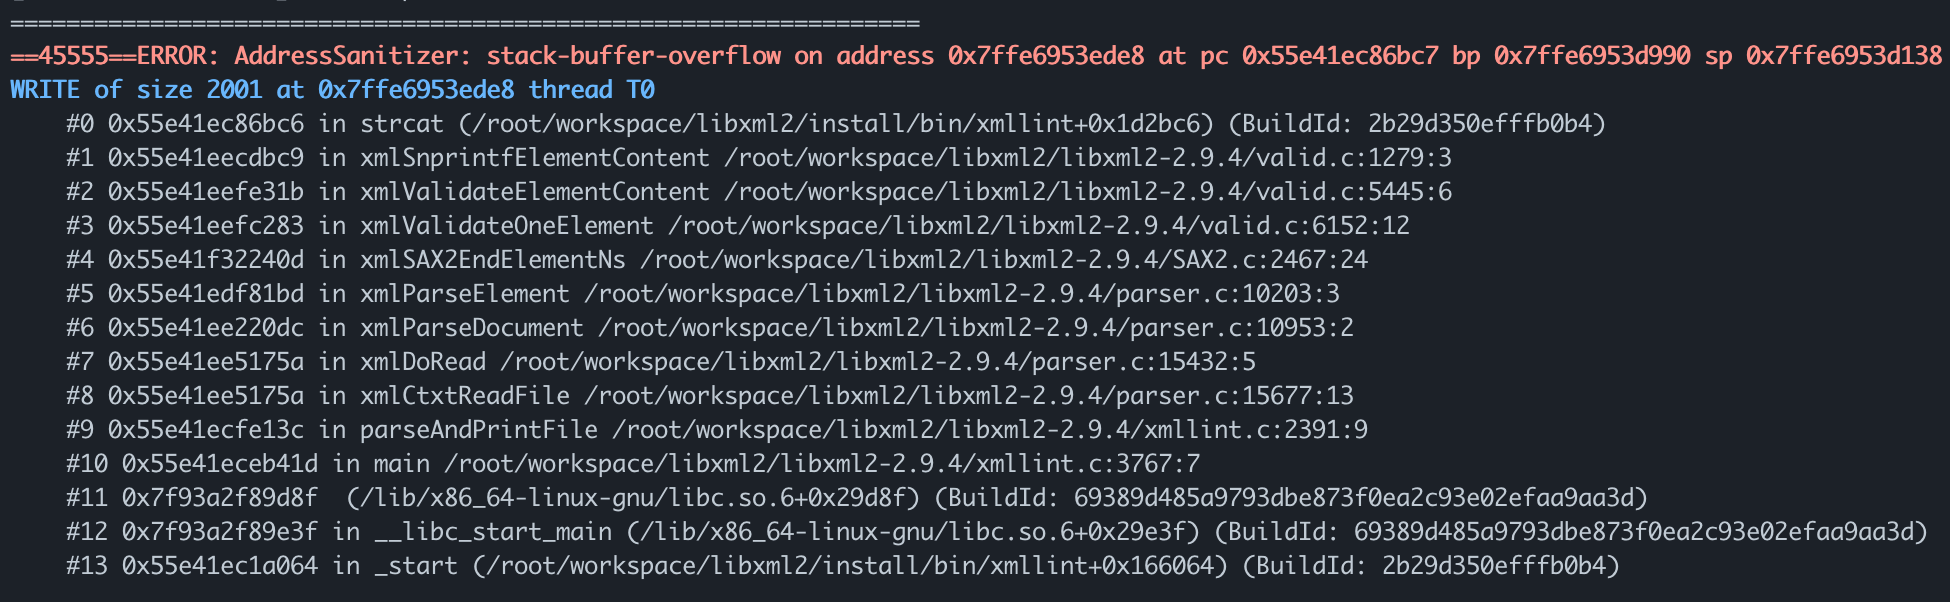 =================================================================
==45555==ERROR: AddressSanitizer: stack-buffer-overflow on address 0x7ffe6953ede8 at pc 0x55e41ec86bc7 bp 0x7ffe6953d990 sp 0x7ffe6953d138
WRITE of size 2001 at 0x7ffe6953ede8 thread T0
    #0 0x55e41ec86bc6 in strcat (/root/workspace/libxml2/install/bin/xmllint+0x1d2bc6) (BuildId: 2b29d350efffb0b4)
    #1 0x55e41eecdbc9 in xmlSnprintfElementContent /root/workspace/libxml2/libxml2-2.9.4/valid.c:1279:3
    #2 0x55e41eefe31b in xmlValidateElementContent /root/workspace/libxml2/libxml2-2.9.4/valid.c:5445:6
    #3 0x55e41eefc283 in xmlValidateOneElement /root/workspace/libxml2/libxml2-2.9.4/valid.c:6152:12
    #4 0x55e41f32240d in xmlSAX2EndElementNs /root/workspace/libxml2/libxml2-2.9.4/SAX2.c:2467:24
    #5 0x55e41edf81bd in xmlParseElement /root/workspace/libxml2/libxml2-2.9.4/parser.c:10203:3
    #6 0x55e41ee220dc in xmlParseDocument /root/workspace/libxml2/libxml2-2.9.4/parser.c:10953:2
    #7 0x55e41ee5175a in xmlDoRead /root/workspace/libxml2/libxml2-2.9.4/parser.c:15432:5
    #8 0x55e41ee5175a in xmlCtxtReadFile /root/workspace/libxml2/libxml2-2.9.4/parser.c:15677:13
    #9 0x55e41ecfe13c in parseAndPrintFile /root/workspace/libxml2/libxml2-2.9.4/xmllint.c:2391:9
    #10 0x55e41eceb41d in main /root/workspace/libxml2/libxml2-2.9.4/xmllint.c:3767:7
    #11 0x7f93a2f89d8f  (/lib/x86_64-linux-gnu/libc.so.6+0x29d8f) (BuildId: 69389d485a9793dbe873f0ea2c93e02efaa9aa3d)
    #12 0x7f93a2f89e3f in __libc_start_main (/lib/x86_64-linux-gnu/libc.so.6+0x29e3f) (BuildId: 69389d485a9793dbe873f0ea2c93e02efaa9aa3d)
    #13 0x55e41ec1a064 in _start (/root/workspace/libxml2/install/bin/xmllint+0x166064) (BuildId: 2b29d350efffb0b4)